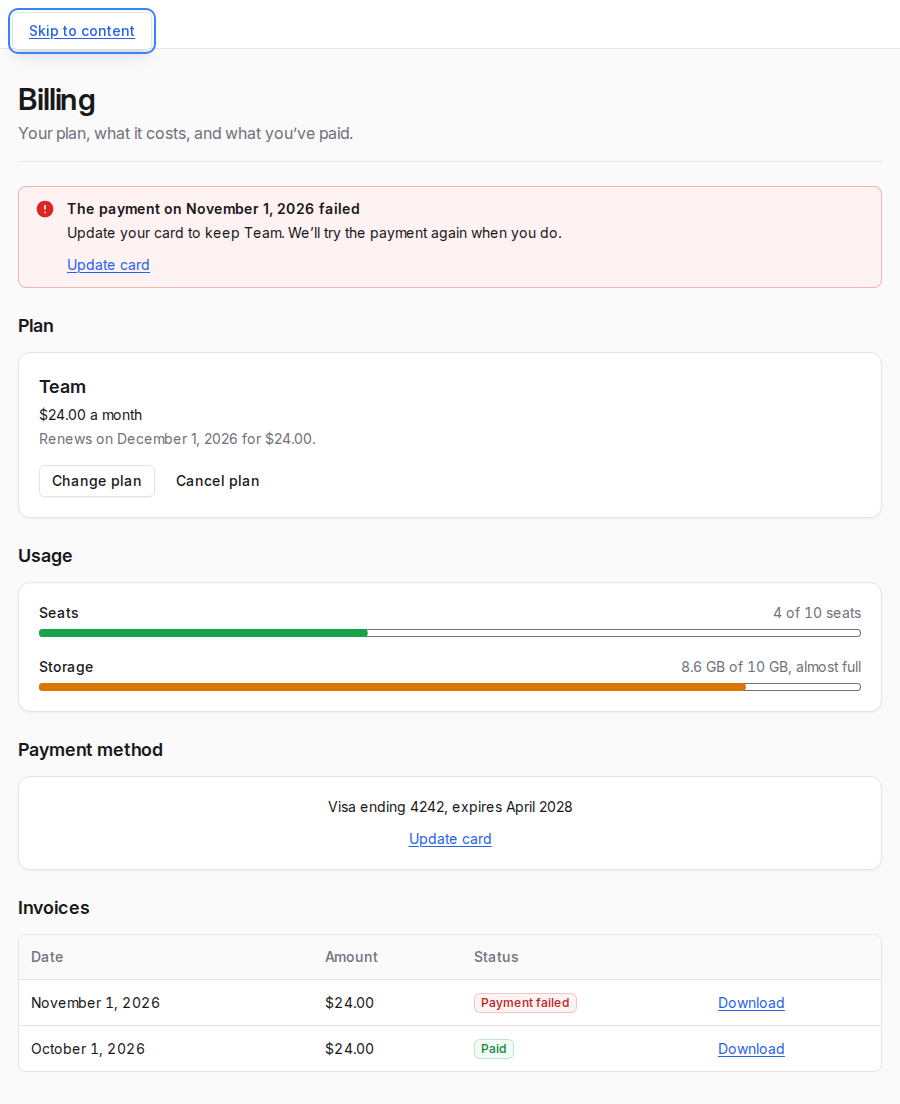 Skip to content
Billing
Your plan, what it costs, and what you’ve paid.
The payment on November 1, 2026 failed
Update your card to keep Team. We’ll try the payment again when you do.
Update card
Plan
Team
$24.00 a month
Renews on December 1, 2026 for $24.00.
Change plan Cancel plan
Usage
Seats 4 of 10 seats
Storage 8.6 GB of 10 GB, almost full
Payment method
Visa ending 4242, expires April 2028
Update card
Invoices
Date Amount Status
November 1, 2026 $24.00 Payment failed Download
October 1, 2026 $24.00 Paid Download